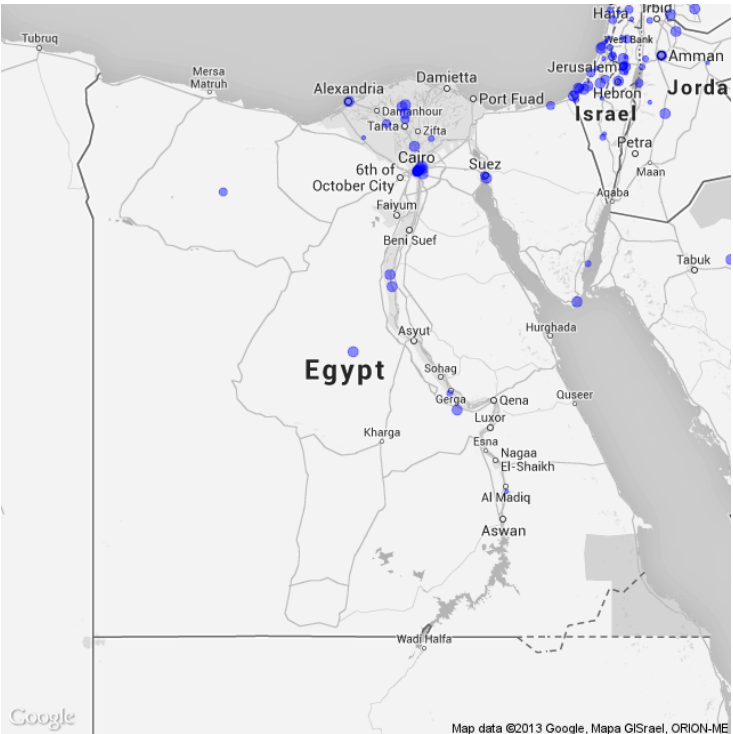 Haifa
Irbid
Tubruq
West Bank
Amman
Mersa
Matruh
Jerusalem
Damietta
Alexandria
Hebron
Jorda
Port Fuad
Damanhour
Israel
Tanta
Zifta
Petra
Cairo
Suez
Maan
6th of
October City
Aqaba
Faiyum
Beni Suef
Tabuk
Asyut
Hurghada
Egypt
Sohag
Gerga
Qena
Quseer
Luxor
Kharga
Esna
Nagaa
El-Shaikh
Al Madiq
Aswan
Wadi Halfa
Google
Map data ©2013 Google, Mapa GISrael, ORION-ME